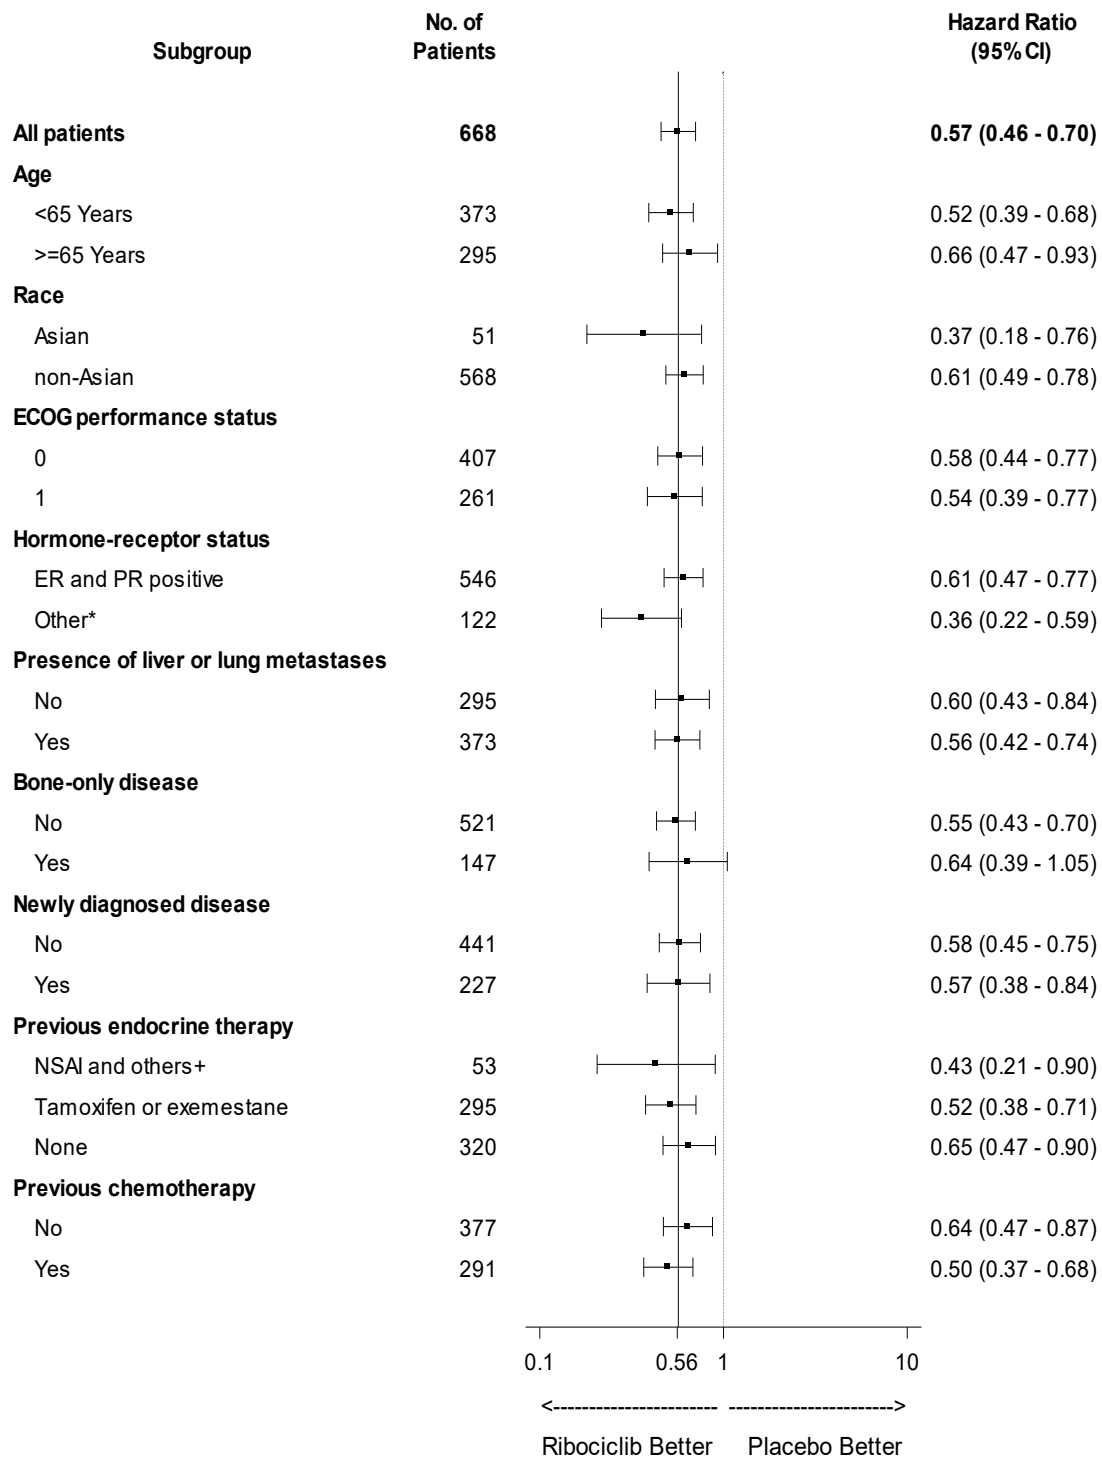 Subgroup No. of Patients Hazard Ratio (95% CI)
All patients 668 0.57 (0.46 - 0.70)
Age
<65 Years 373 0.52 (0.39 - 0.68)
>=65 Years 295 0.66 (0.47 - 0.93)
Race
Asian 51 0.37 (0.18 - 0.76)
non-Asian 568 0.61 (0.49 - 0.78)
ECOG performance status
0 407 0.58 (0.44 - 0.77)
1 261 0.54 (0.39 - 0.77)
Hormone-receptor status
ER and PR positive 546 0.61 (0.47 - 0.77)
Other* 122 0.36 (0.22 - 0.59)
Presence of liver or lung metastases
No 295 0.60 (0.43 - 0.84)
Yes 373 0.56 (0.42 - 0.74)
Bone-only disease
No 521 0.55 (0.43 - 0.70)
Yes 147 0.64 (0.39 - 1.05)
Newly diagnosed disease
No 441 0.58 (0.45 - 0.75)
Yes 227 0.57 (0.38 - 0.84)
Previous endocrine therapy
NSAI and others+ 53 0.43 (0.21 - 0.90)
Tamoxifen or exemestane 295 0.52 (0.38 - 0.71)
None 320 0.65 (0.47 - 0.90)
Previous chemotherapy
No 377 0.64 (0.47 - 0.87)
Yes 291 0.50 (0.37 - 0.68)
0.1 0.56 1 10
<----------------------- ----------------------->
Ribociclib Better Placebo Better